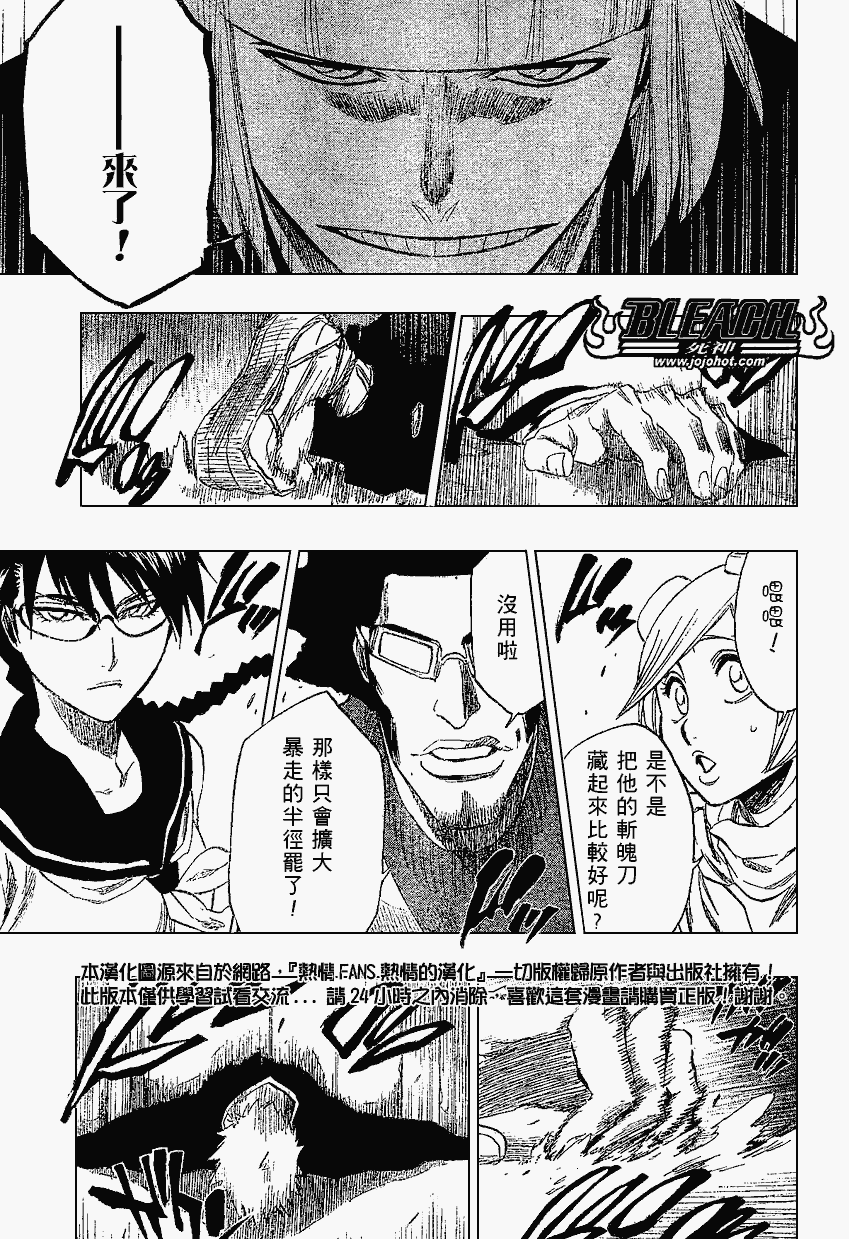 ——來了！
BLEACH
死神
www.jojohot.com
喂喂！
是不是
把他的斬魄刀
藏起來比較好呢？
沒用啦
那樣只會擴大
暴走的半徑罷了！
本漢化圖源來自於網路，『熱情FANS熱情的漢化』一切版權歸原作者與出版社擁有！
此版本僅供學習試看交流...請24小時之內消除，喜歡這套漫畫請購買正版！謝謝。